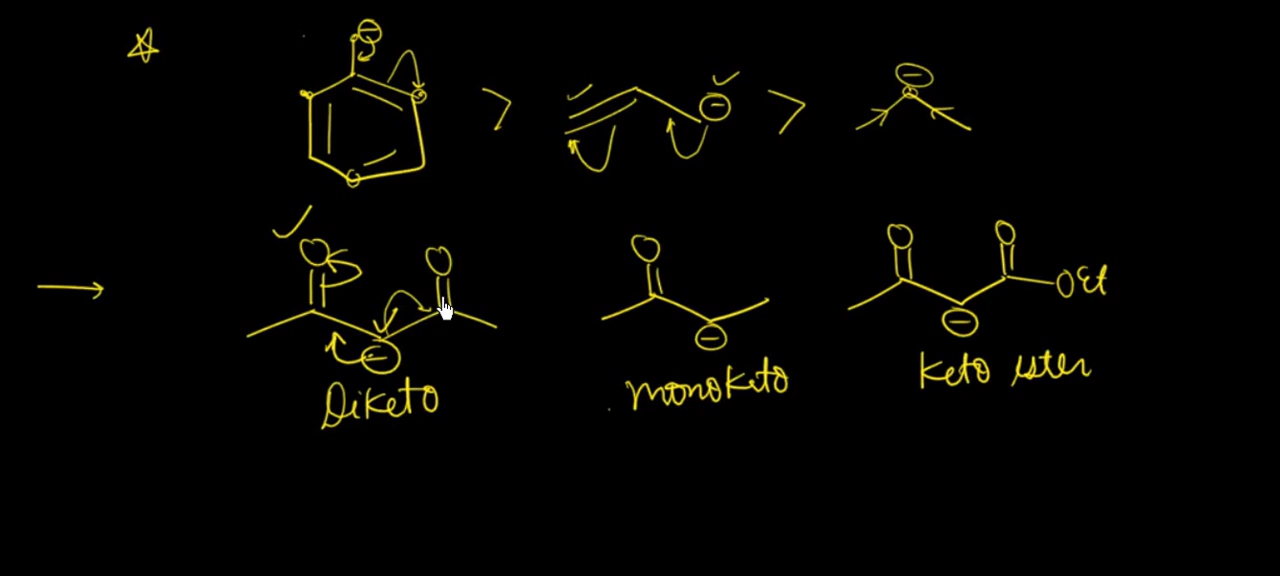 ⊖
> ⊖ > ⊖
O O O O O
OEt
⊖ ⊖ ⊖
Diketo monoketo keto ester